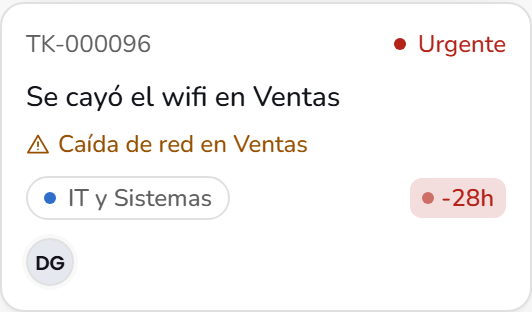 TK-000096
Urgente
Se cayó el wifi en Ventas
Caída de red en Ventas
IT y Sistemas
-28h
DG